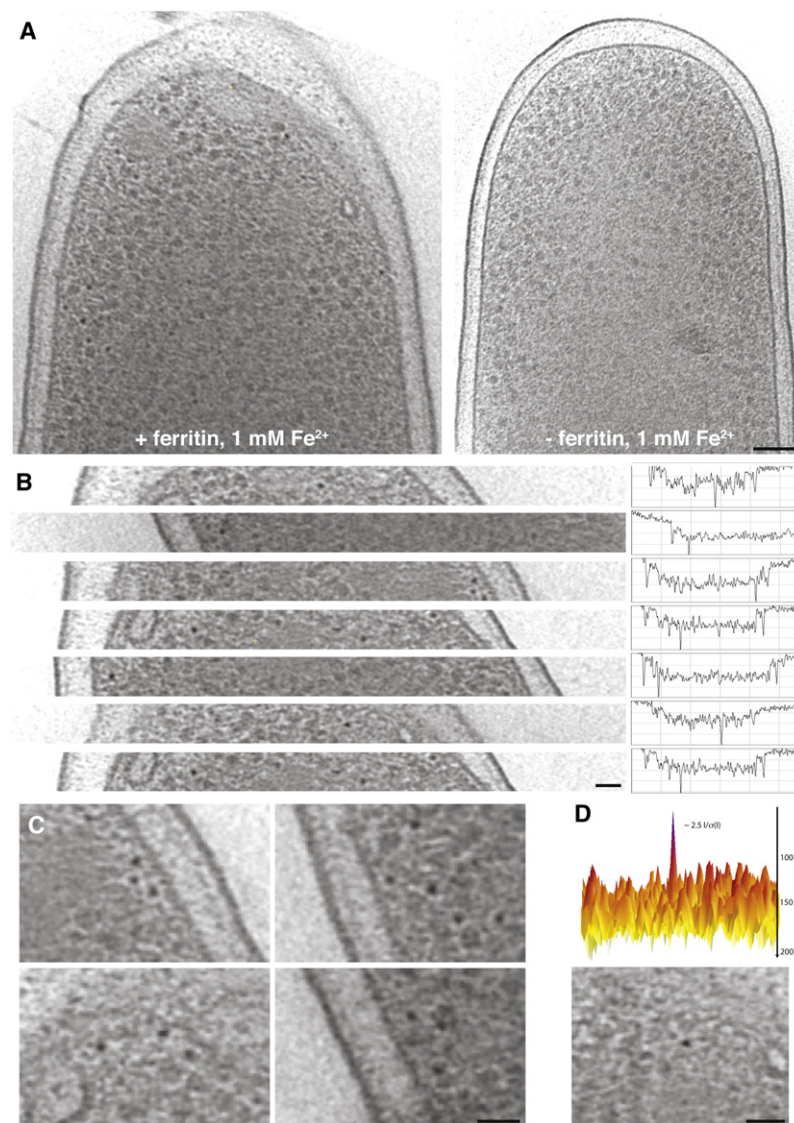 A
+ ferritin, 1 mM Fe²⁺
- ferritin, 1 mM Fe²⁺
B
C
D
~ 2.5 I/σ(I)
100
150
200